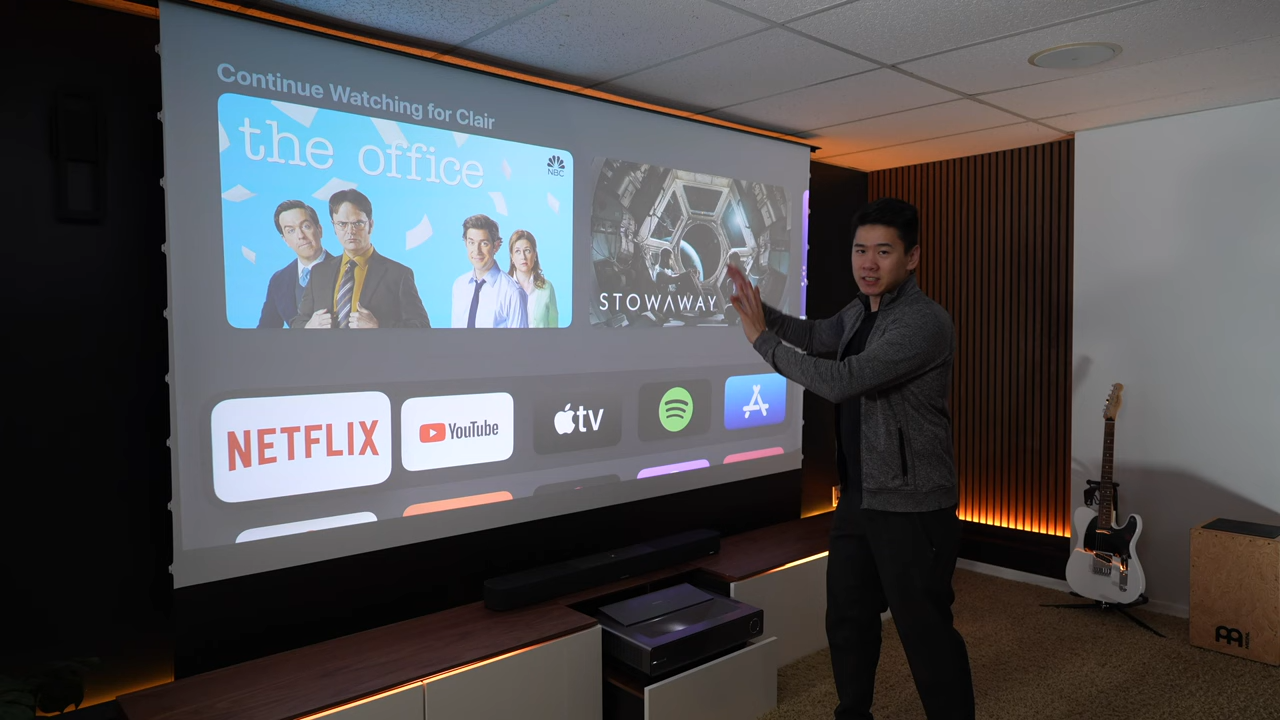 Continue Watching for Clair
the office
NBC
STOWAWAY
NETFLIX
YouTube
tv